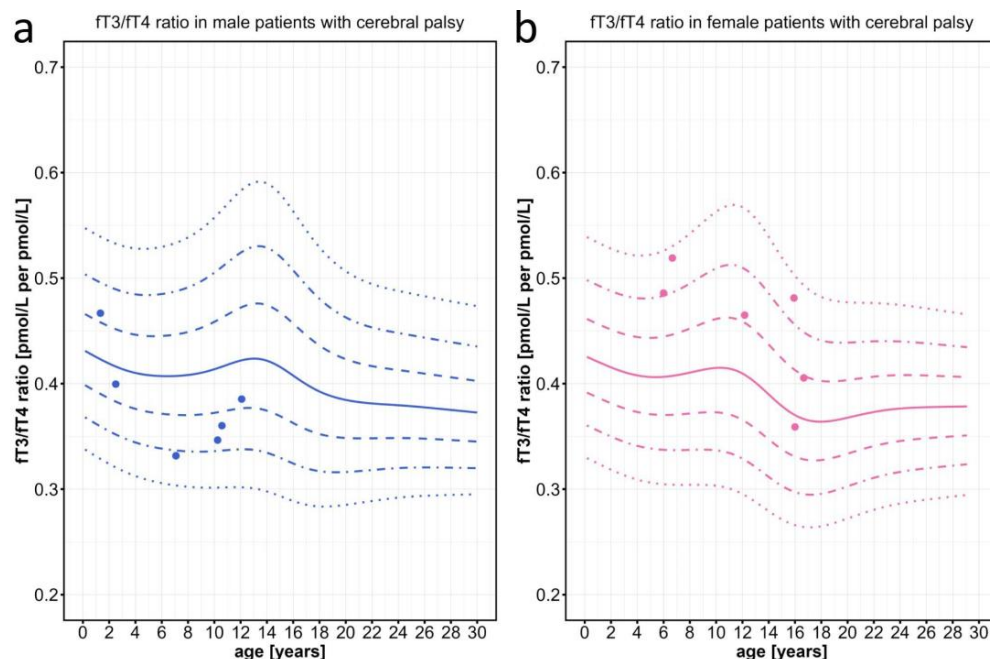 a
fT3/fT4 ratio in male patients with cerebral palsy
fT3/fT4 ratio [pmol/L per pmol/L]
0.7
0.6
0.5
0.4
0.3
0.2
0 2 4 6 8 10 12 14 16 18 20 22 24 26 28 30
age [years]
b
fT3/fT4 ratio in female patients with cerebral palsy
fT3/fT4 ratio [pmol/L per pmol/L]
0.7
0.6
0.5
0.4
0.3
0.2
0 2 4 6 8 10 12 14 16 18 20 22 24 26 28 30
age [years]